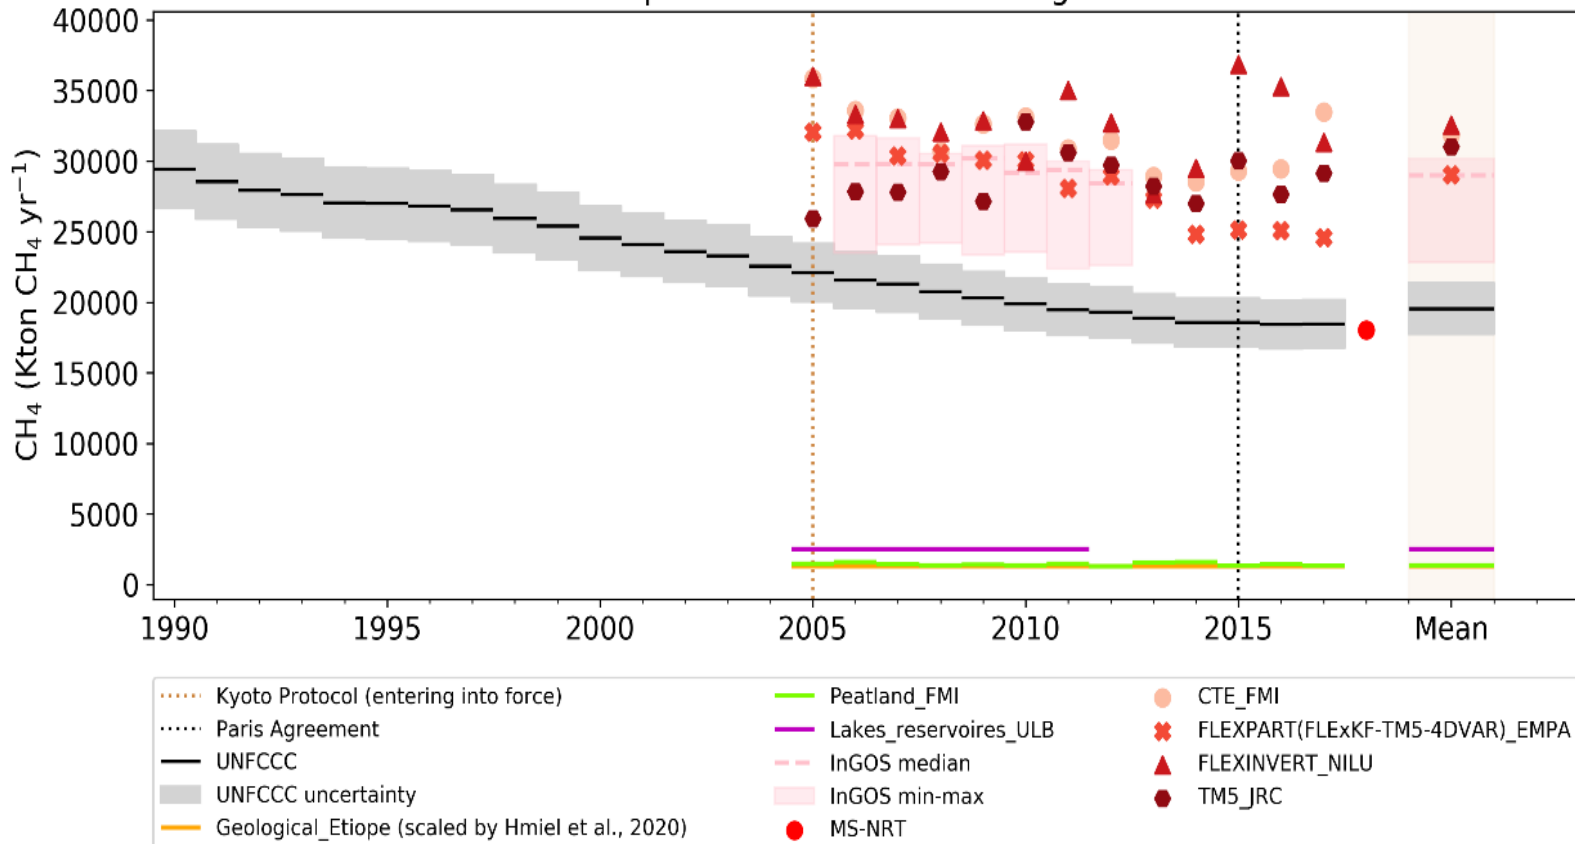 40000
35000
30000
25000
20000
15000
10000
5000
0
CH₄ (Kton CH₄ yr⁻¹)
1990 1995 2000 2005 2010 2015 Mean
Kyoto Protocol (entering into force)
Paris Agreement
UNFCCC
UNFCCC uncertainty
Geological_Etiope (scaled by Hmiel et al., 2020)
Peatland_FMI
Lakes_reservoires_ULB
InGOS median
InGOS min-max
MS-NRT
CTE_FMI
FLEXPART(FLExKF-TM5-4DVAR)_EMPA
FLEXINVERT_NILU
TM5_JRC